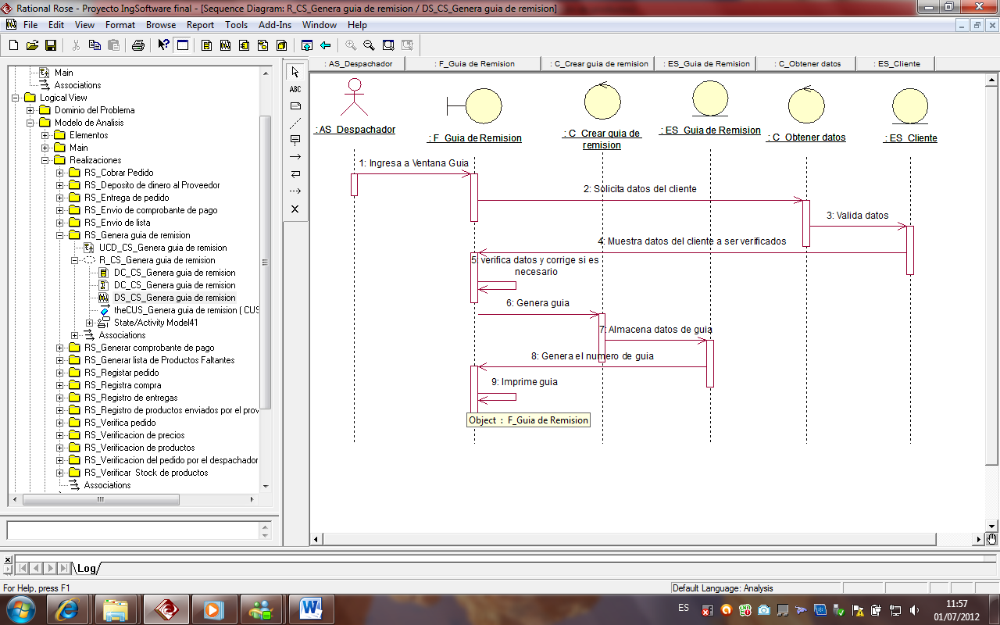 Rational Rose - Proyecto IngSoftware final - [Sequence Diagram: R_CS_Genera guia de remision / DS_CS_Genera guia de remision]
File Edit View Format Browse Report Tools Add-Ins Window Help
Main
Associations
Logical View
Dominio del Problema
Modelo de Analisis
Elementos
Main
Realizaciones
RS_Cobrar Pedido
RS_Deposito de dinero al Proveedor
RS_Entrega de pedido
RS_Envio de comprobante de pago
RS_Envio de lista
RS_Genera guia de remision
UCD_CS_Genera guia de remision
R_CS_Genera guia de remision
DC_CS_Genera guia de remision
DC_CS_Genera guia de remision
DS_CS_Genera guia de remision
theCUS_Genera guia de remision ( CUS
State/Activity Model41
Associations
RS_Generar comprobante de pago
RS_Generar lista de Productos Faltantes
RS_Registar pedido
RS_Registra compra
RS_Registro de entregas
RS_Registro de productos enviados por el prov
RS_Verifica pedido
RS_Verificacion de precios
RS_Verificacion de productos
RS_Verificacion del pedido por el despachador
RS_Verificar Stock de productos
Associations
ABC
: AS_Despachador : F_Guia de Remision : C_Crear guia de remision : ES_Guia de Remision : C_Obtener datos : ES_Cliente
: AS_Despachador
: F_Guia de Remision
: C_Crear guia de
remision
: ES_Guia de Remision
: C_Obtener datos
: ES_Cliente
1: Ingresa a Ventana Guia
2: Solicita datos del cliente
3: Valida datos
4: Muestra datos del cliente a ser verificados
5: Verifica datos y corrige si es
necesario
6: Genera guia
7: Almacena datos de guia
8: Genera el numero de guia
9: Imprime guia
Object : F_Guia de Remision
Log
For Help, press F1
Default Language: Analysis
ES
11:57
01/07/2012